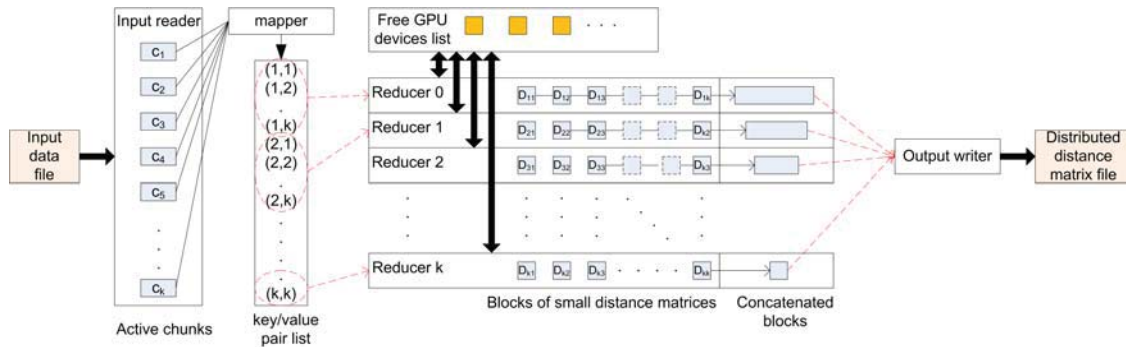 Input reader
mapper
Free GPU
devices list
. . .
Input
data
file
c1
c2
c3
c4
c5
.
.
.
ck
Active chunks
(1,1)
(1,2)
.
(1,k)
(2,1)
(2,2)
.
(2,k)
.
.
.
(k,k)
key/value
pair list
Reducer 0
D11 D12 D13 D1k
Reducer 1
D21 D22 D23 Dk2
Reducer 2
D31 D32 D33 Dk3
Reducer k
Dk1 Dk2 Dk3 . . . . Dkk
Blocks of small distance matrices
Concatenated
blocks
Output writer
Distributed
distance
matrix file